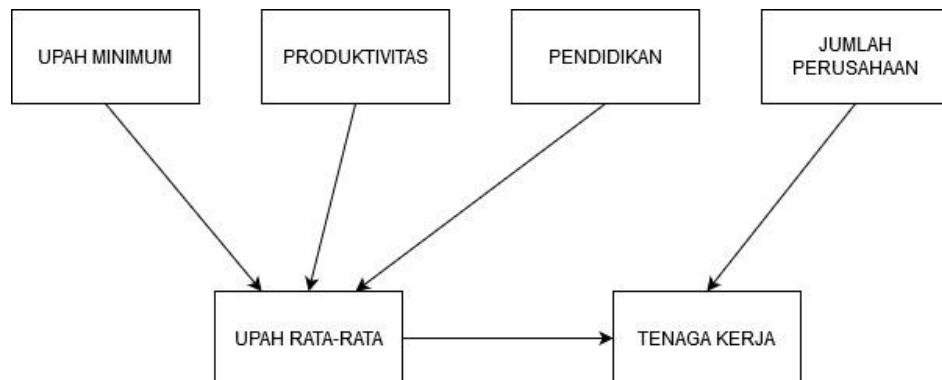 UPAH MINIMUM
PRODUKTIVITAS
PENDIDIKAN
JUMLAH
PERUSAHAAN
UPAH RATA-RATA
TENAGA KERJA